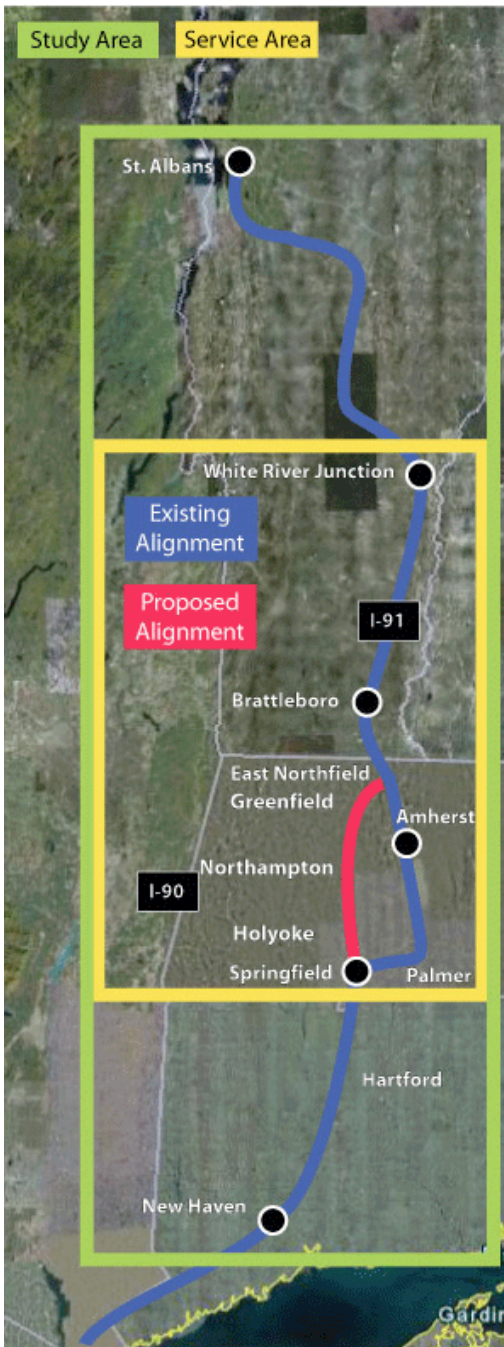 Study Area
Service Area
St. Albans
White River Junction
Existing
Alignment
Proposed
Alignment
I-91
Brattleboro
East Northfield
Greenfield
Amherst
Northampton
I-90
Holyoke
Springfield
Palmer
Hartford
New Haven
Gardin